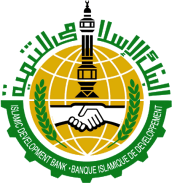 البنك الإسلامي للتنمية
ISLAMIC DEVELOPMENT BANK • BANQUE ISLAMIQUE DE DEVELOPPEMENT